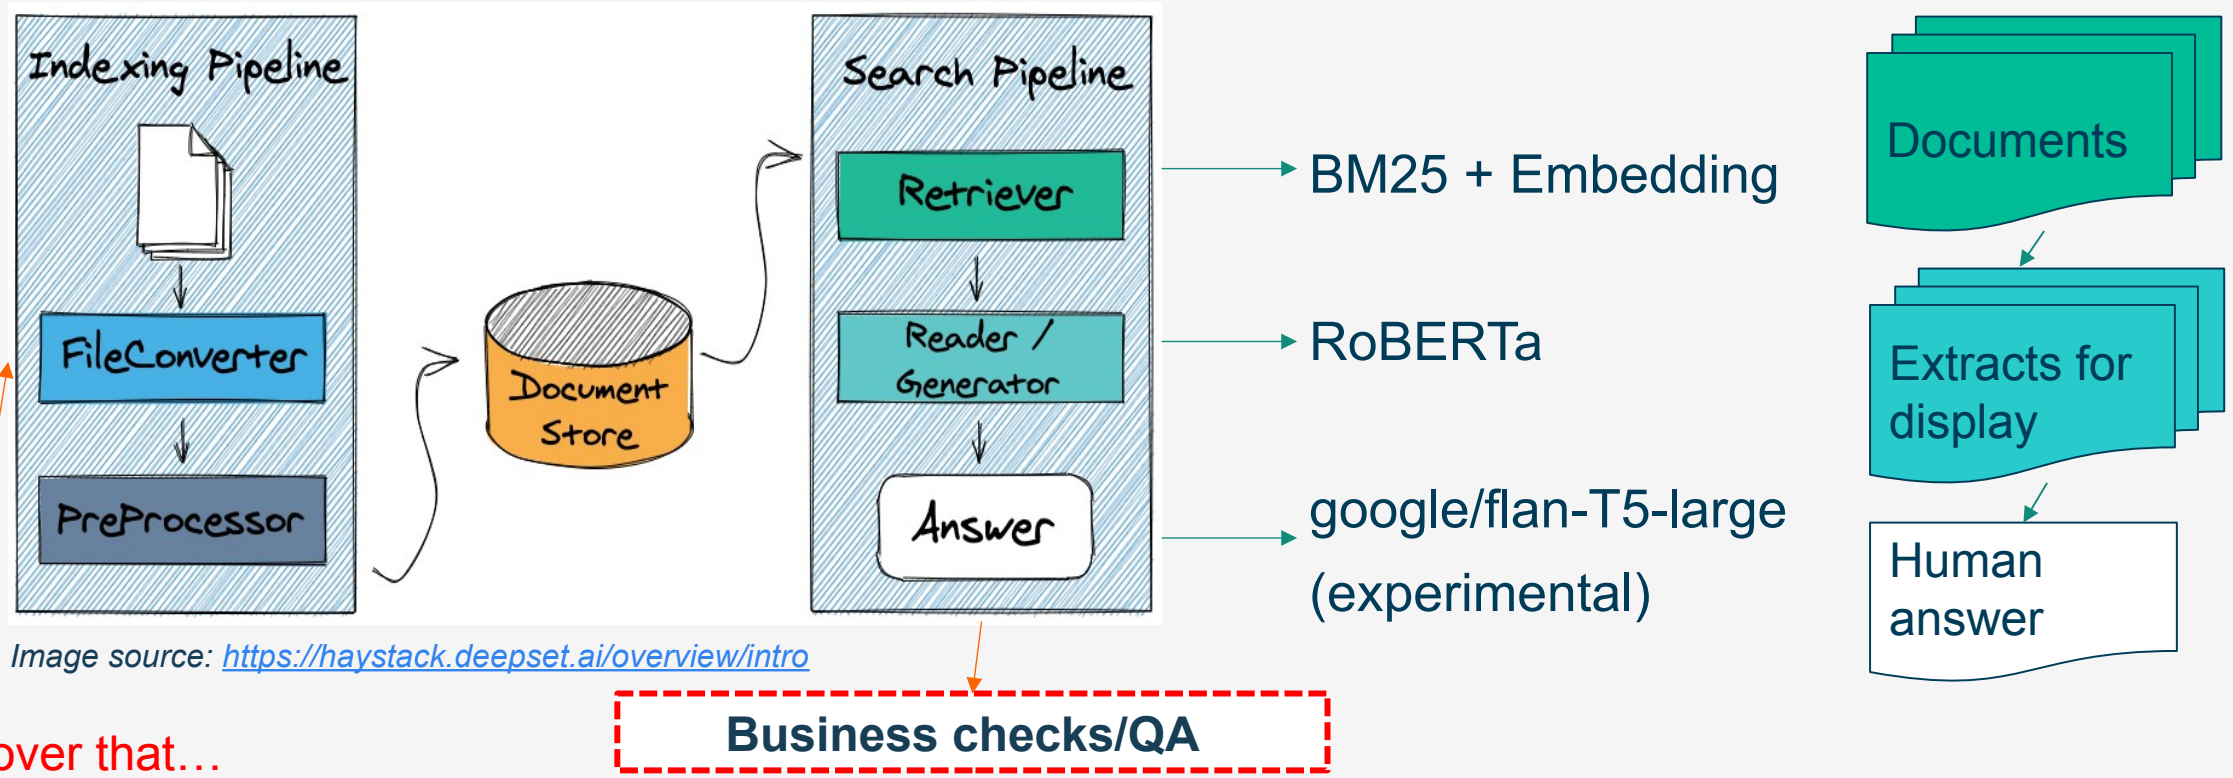 Indexing Pipeline
FileConverter
PreProcessor
Document
Store
Search Pipeline
Retriever
Reader /
Generator
Answer
BM25 + Embedding
RoBERTa
google/flan-T5-large
(experimental)
Documents
Extracts for
display
Human
answer
Image source: https://haystack.deepset.ai/overview/intro
Business checks/QA
over that…